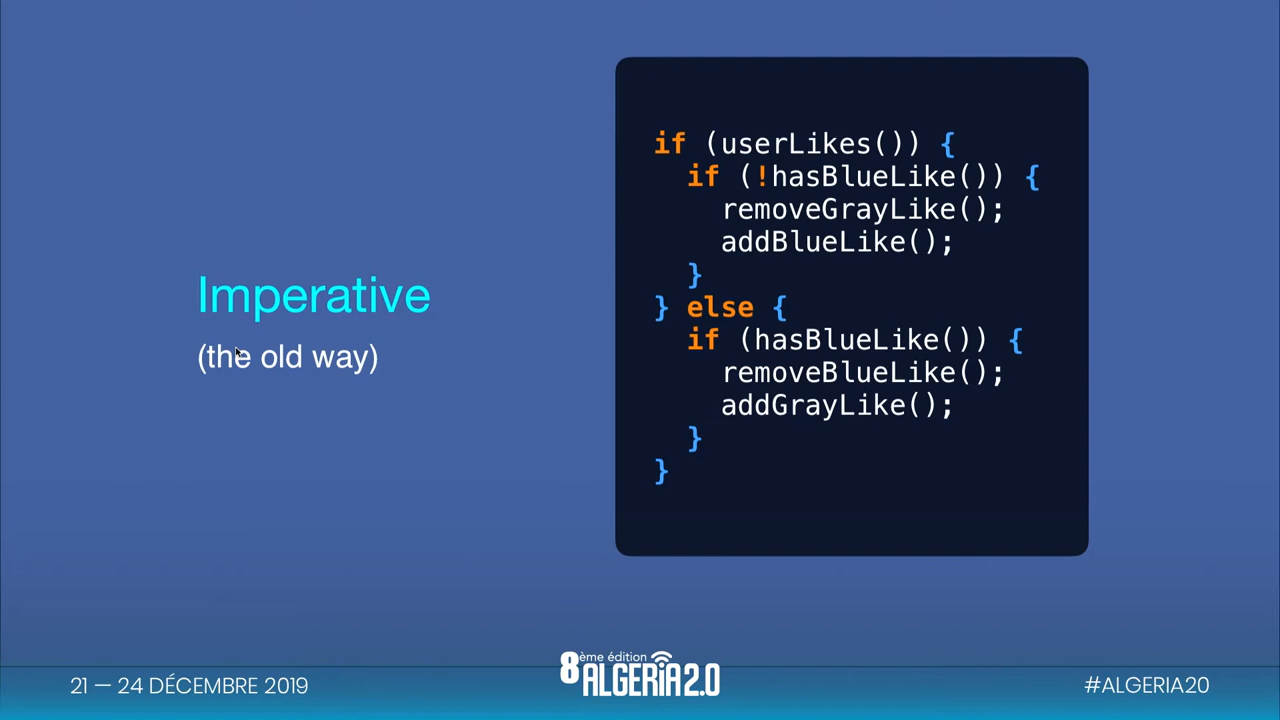 Imperative
(the old way)
if (userLikes()) {
  if (!hasBlueLike()) {
    removeGrayLike();
    addBlueLike();
  }
} else {
  if (hasBlueLike()) {
    removeBlueLike();
    addGrayLike();
  }
}
21 — 24 DÉCEMBRE 2019
8ème édition
ALGERIA2.0
#ALGERIA20